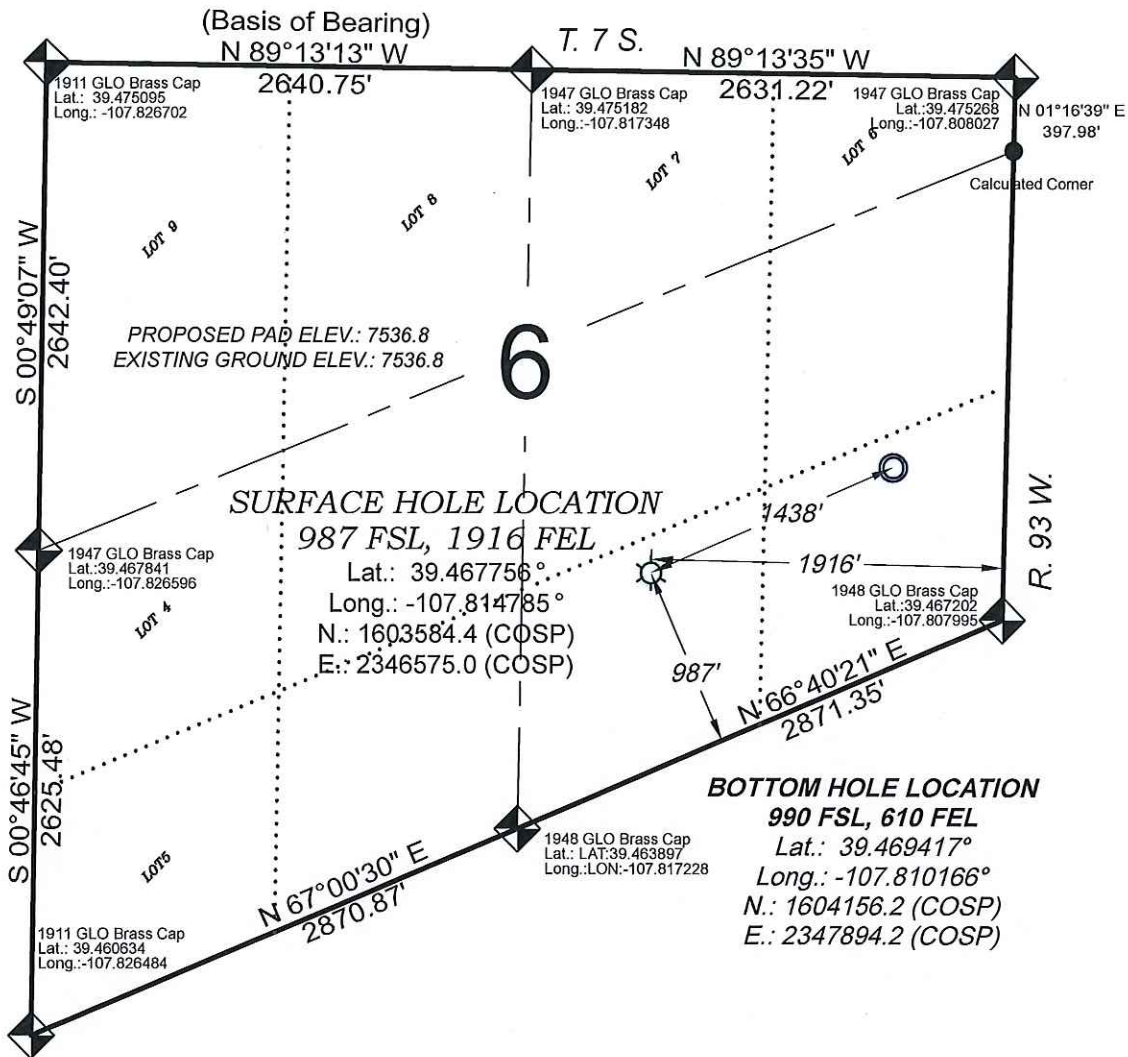 (Basis of Bearing)
N 89°13'13" W
2640.75'
T. 7 S.
N 89°13'35" W
2631.22'
1911 GLO Brass Cap
Lat.: 39.475095
Long.: -107.826702
1947 GLO Brass Cap
Lat.: 39.475182
Long.:-107.817348
1947 GLO Brass Cap
Lat.:39.475268
Long.:-107.808027
N 01°16'39" E
397.98'
Calculated Corner
LOT 9
LOT 8
LOT 7
LOT 6
S 00°49'07" W
2642.40'
PROPOSED PAD ELEV.: 7536.8
EXISTING GROUND ELEV.: 7536.8
6
SURFACE HOLE LOCATION
987 FSL, 1916 FEL
Lat.: 39.467756°
Long.: -107.814785°
N.: 1603584.4 (COSP)
E.: 2346575.0 (COSP)
1438'
1916'
987'
R. 93 W.
1947 GLO Brass Cap
Lat.:39.467841
Long.:-107.826596
LOT 4
1948 GLO Brass Cap
Lat.:39.467202
Long.:-107.807995
N 66°40'21" E
2871.35'
S 00°46'45" W
2625.48'
LOT5
BOTTOM HOLE LOCATION
990 FSL, 610 FEL
Lat.: 39.469417°
Long.: -107.810166°
N.: 1604156.2 (COSP)
E.: 2347894.2 (COSP)
1948 GLO Brass Cap
Lat.: LAT:39.463897
Long.:LON:-107.817228
N 67°00'30" E
2870.87'
1911 GLO Brass Cap
Lat.: 39.460634
Long.:-107.826484